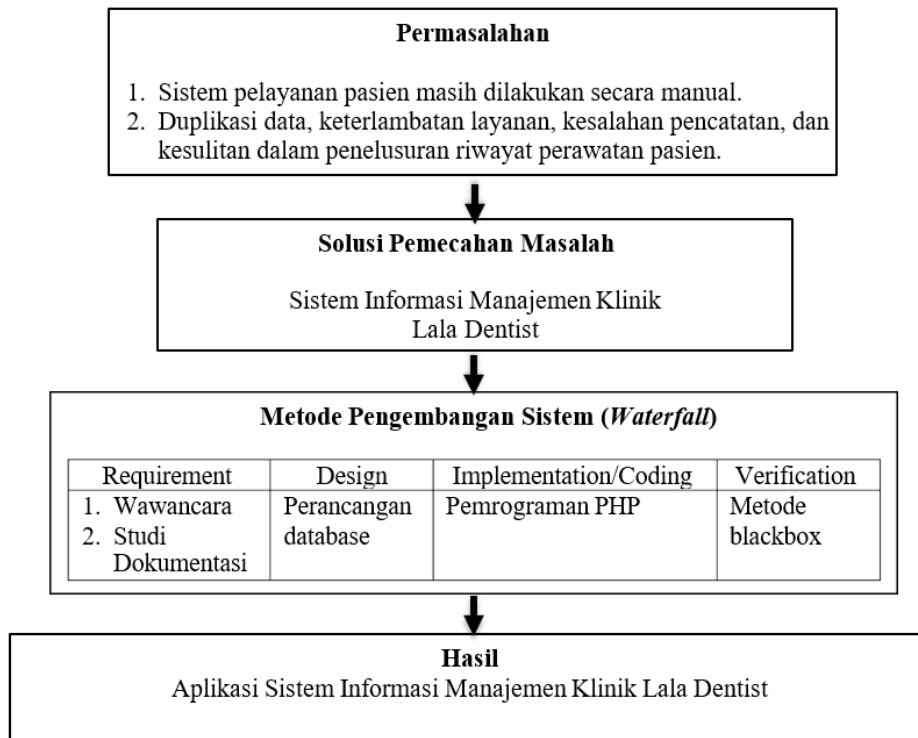 Permasalahan
1. Sistem pelayanan pasien masih dilakukan secara manual.
2. Duplikasi data, keterlambatan layanan, kesalahan pencatatan, dan
kesulitan dalam penelusuran riwayat perawatan pasien.
Solusi Pemecahan Masalah
Sistem Informasi Manajemen Klinik
Lala Dentist
Metode Pengembangan Sistem (Waterfall)
Requirement
1. Wawancara
2. Studi
Dokumentasi
Design
Perancangan
database
Implementation/Coding
Pemrograman PHP
Verification
Metode
blackbox
Hasil
Aplikasi Sistem Informasi Manajemen Klinik Lala Dentist